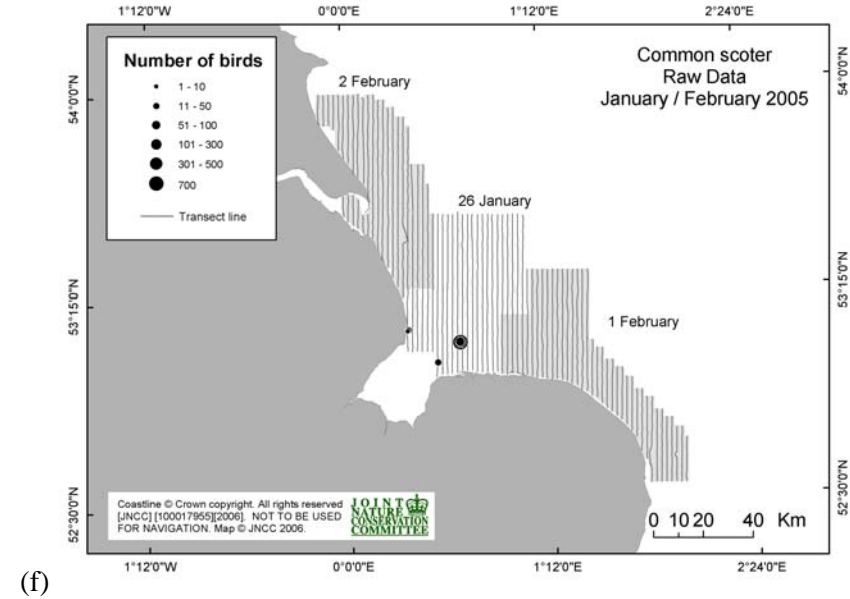 1°12'0"W 0°0'0"E 1°12'0"E 2°24'0"E
Number of birds
1 - 10
11 - 50
51 - 100
101 - 300
301 - 500
700
Transect line
2 February
Common scoter
Raw Data
January / February 2005
54°0'0"N
54°0'0"N
26 January
53°15'0"N
53°15'0"N
1 February
52°30'0"N
52°30'0"N
Coastline © Crown copyright. All rights reserved
[JNCC] [100017955][2006]. NOT TO BE USED
FOR NAVIGATION. Map © JNCC 2006.
JOINT
NATURE
CONSERVATION
COMMITTEE
0 10 20 40 Km
1°12'0"W 0°0'0"E 1°12'0"E 2°24'0"E
(f)